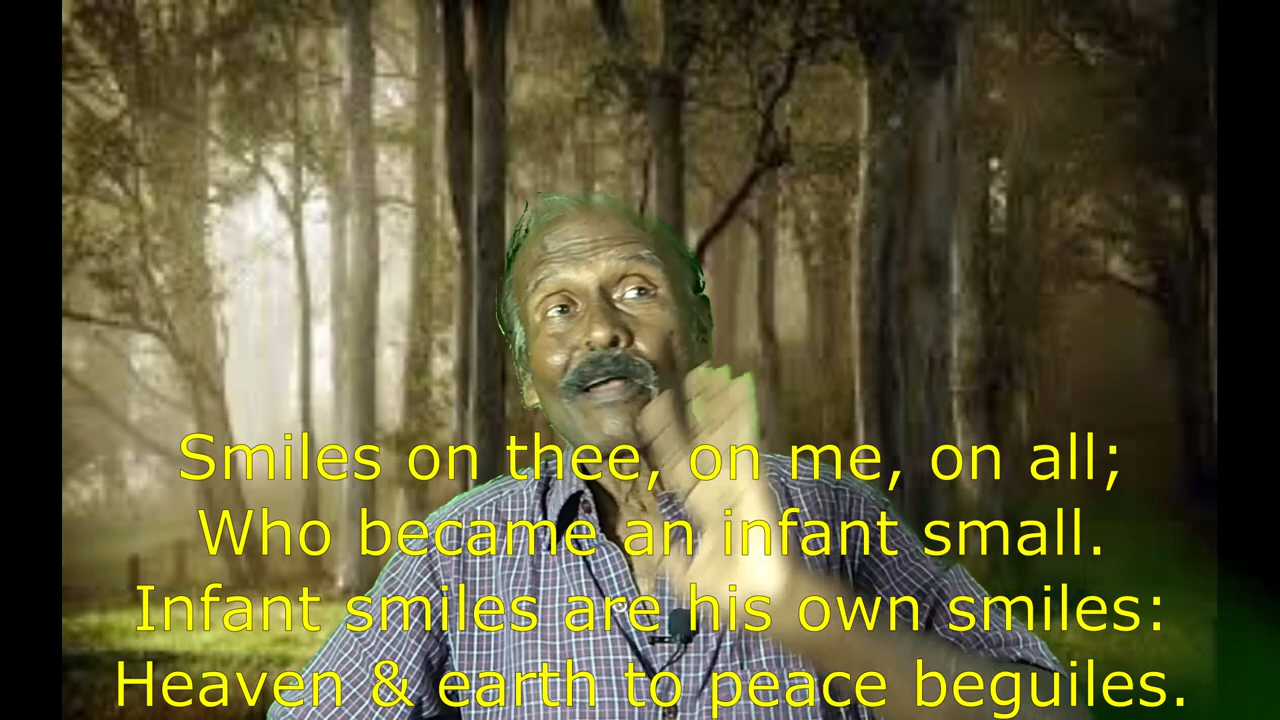 Smiles on thee, on me, on all;
Who became an infant small.
Infant smiles are his own smiles:
Heaven & earth to peace beguiles.